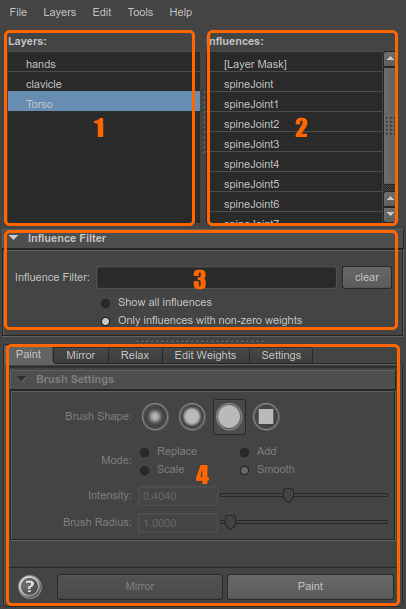 File Layers Edit Tools Help
Layers: Influences:
hands [Layer Mask]
clavicle spineJoint
Torso spineJoint1
1 spineJoint2 2
spineJoint3
spineJoint4
spineJoint5
spineJoint6
spineJoint7
Influence Filter
Influence Filter: 3 clear
Show all influences
Only influences with non-zero weights
Paint Mirror Relax Edit Weights Settings
Brush Settings
Brush Shape:
Mode: Replace Add
Scale 4 Smooth
Intensity: 0.4040
Brush Radius: 1.0000
? Mirror Paint